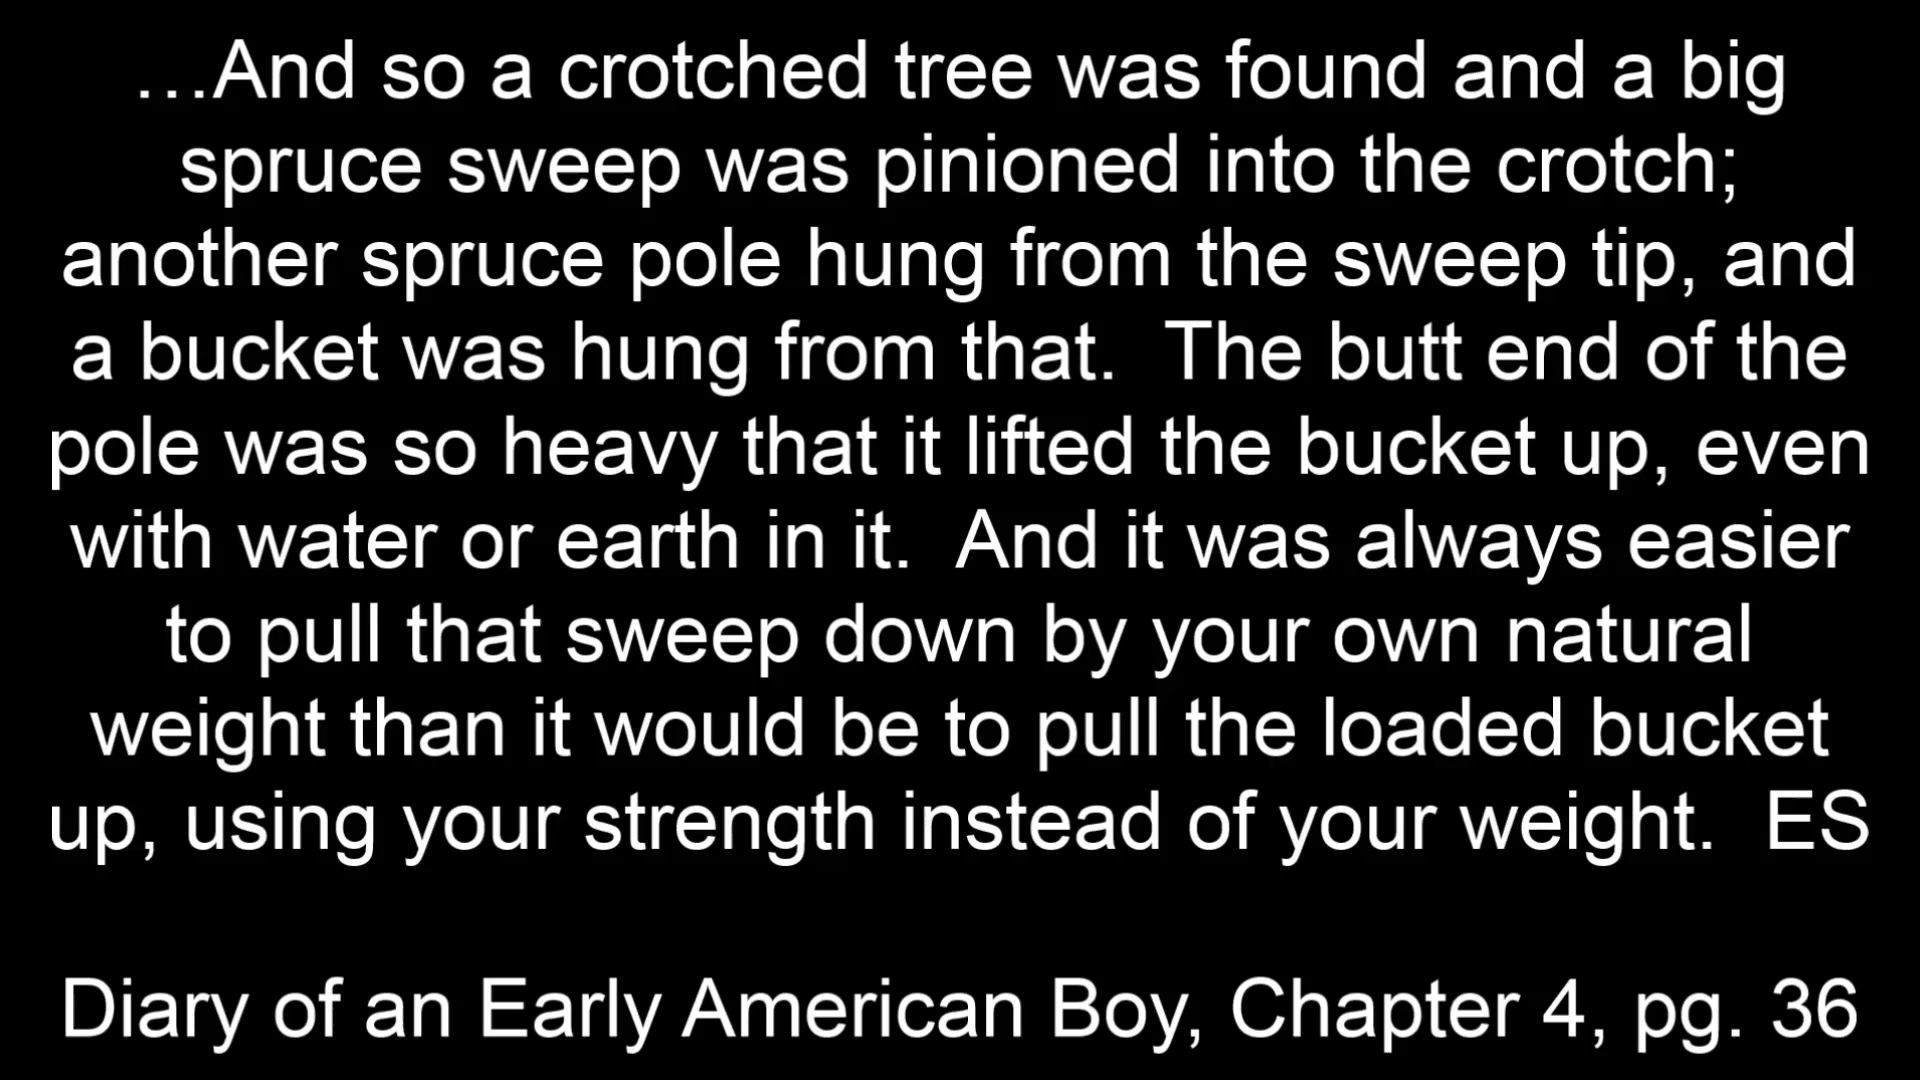 …And so a crotched tree was found and a big
spruce sweep was pinioned into the crotch;
another spruce pole hung from the sweep tip, and
a bucket was hung from that.  The butt end of the
pole was so heavy that it lifted the bucket up, even
with water or earth in it.  And it was always easier
to pull that sweep down by your own natural
weight than it would be to pull the loaded bucket
up, using your strength instead of your weight.  ES
Diary of an Early American Boy, Chapter 4, pg. 36